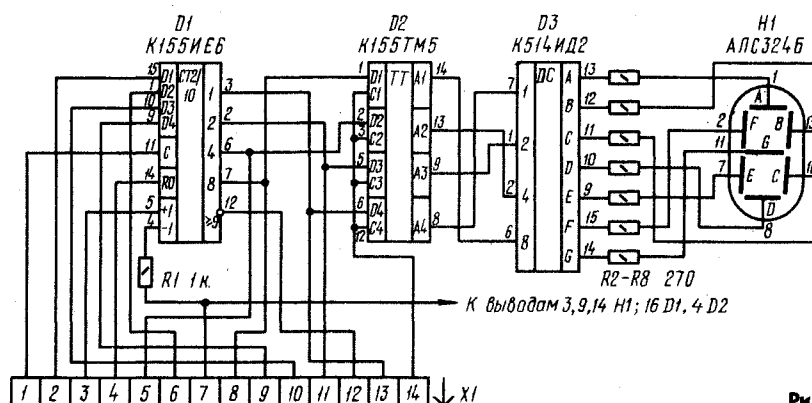 D1
К155ИЕ6
D2
К155ТМ5
D3
К514ИД2
H1
АЛС324Б
15 D1 СТ2/10 1 3
1 D2
10 D3 2 2
9 D4
11 C 4 6
14 R0 8 7
5 +1 ≥9 12
4 -1
1 D1 ТТ A1 14
C1
2 D2 A2 13
3 C2
5 D3 A3 9
C3
6 D4 A4 8
12 C4
7 1 DC A 13
B 12
1 2 C 11
D 10
2 4 E 9
F 15
6 8 G 14
1
A
2 F B
11 G
7 E C
D
8
R1 1к
R2-R8 270
К выводам 3,9,14 H1; 16 D1, 4 D2
1 2 3 4 5 6 7 8 9 10 11 12 13 14 X1